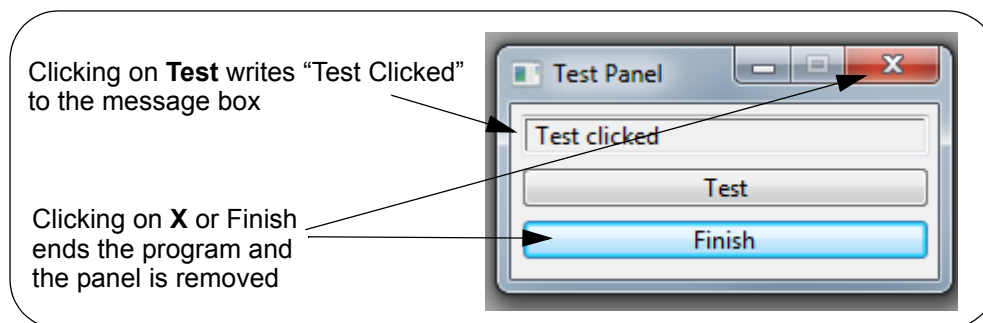 Clicking on Test writes “Test Clicked”
to the message box
Clicking on X or Finish
ends the program and
the panel is removed
Test Panel
X
Test clicked
Test
Finish